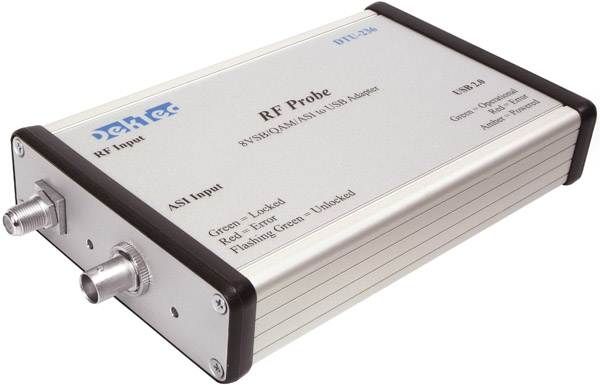 DTU-236
RF Probe
8VSB/QAM/ASI to USB Adapter
USB 2.0
Green = Operational
Red = Error
Amber = Powered
DekTec
RF Input
ASI Input
Green = Locked
Red = Error
Flashing Green = Unlocked